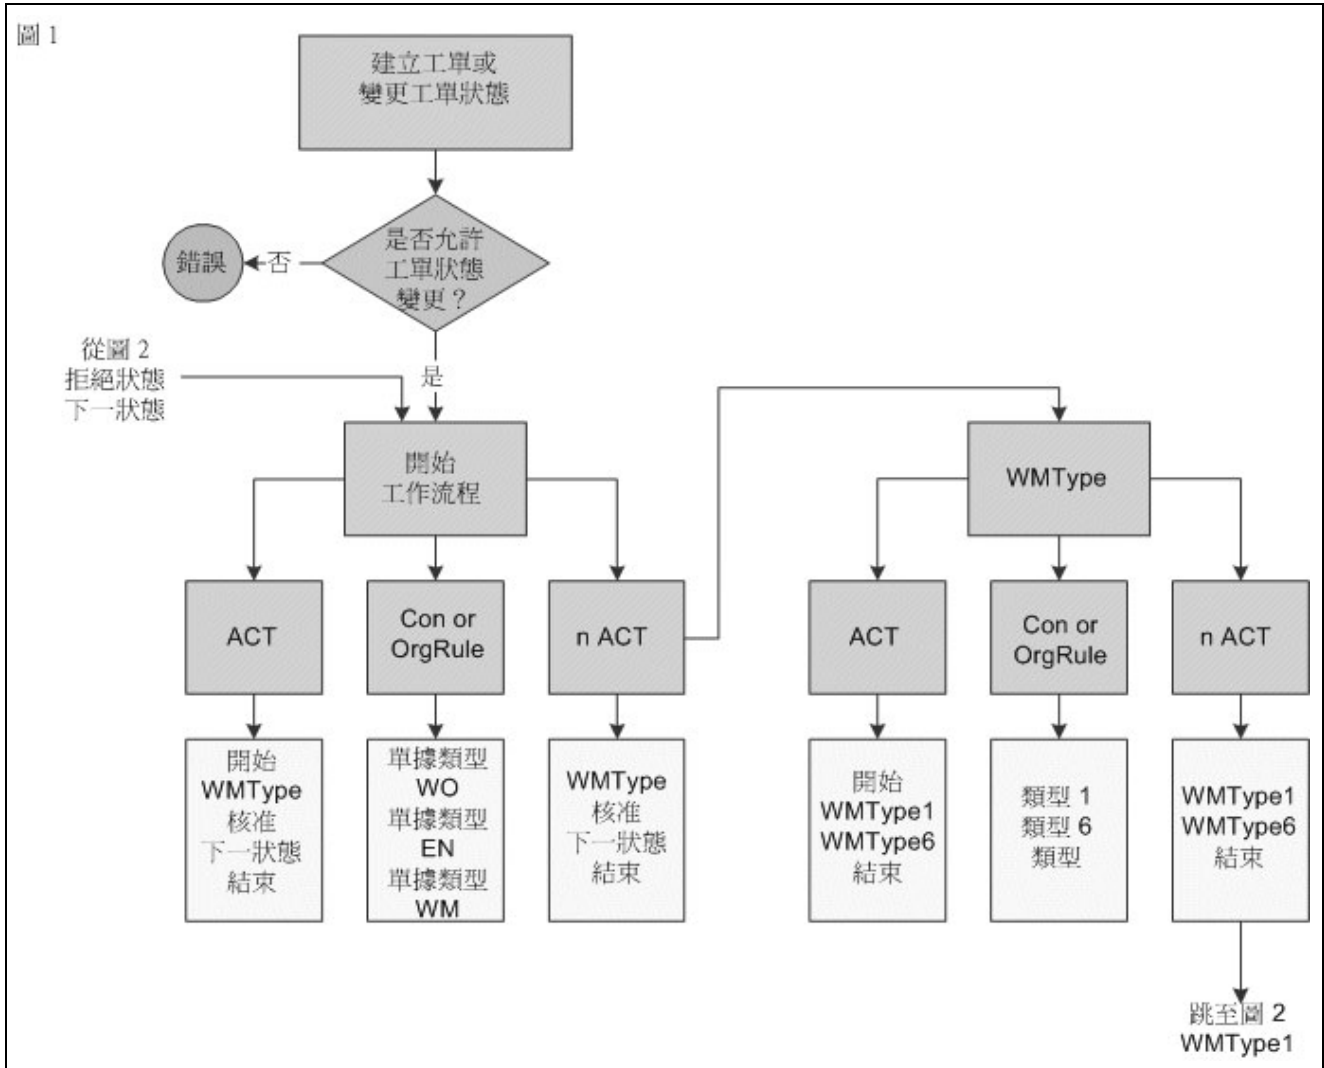 圖 1
建立工單或
變更工單狀態
是否允許
工單狀態
變更？
否
錯誤
是
從圖 2
拒絕狀態
下一狀態
開始
工作流程
WMType
ACT
Con or
OrgRule
n ACT
ACT
Con or
OrgRule
n ACT
開始
WMType
核准
下一狀態
結束
單據類型
WO
單據類型
EN
單據類型
WM
WMType
核准
下一狀態
結束
開始
WMType1
WMType6
結束
類型 1
類型 6
類型
WMType1
WMType6
結束
跳至圖 2
WMType1